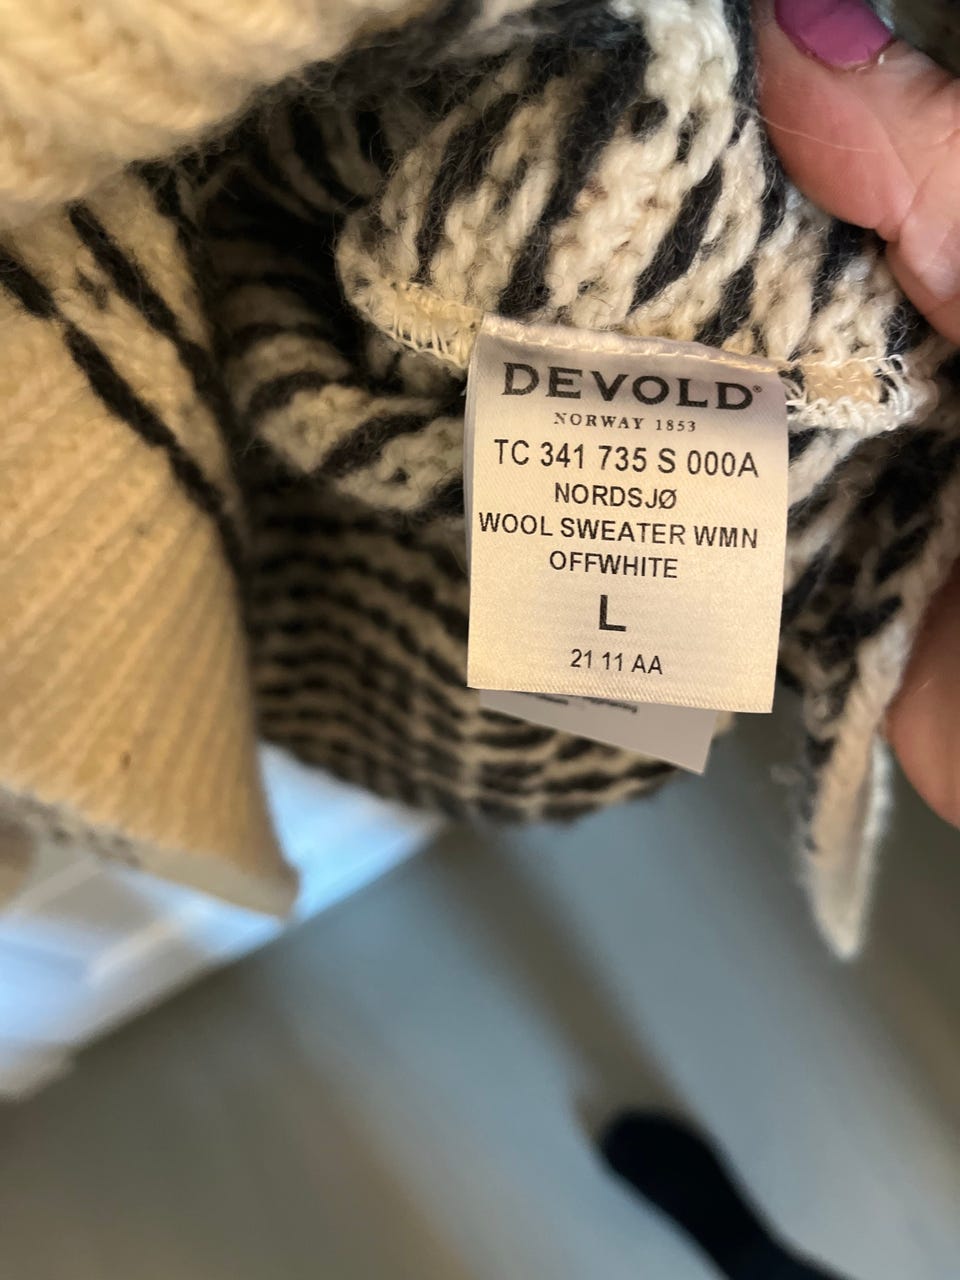 DEVOLD®
NORWAY 1853
TC 341 735 S 000A
NORDSJØ
WOOL SWEATER WMN
OFFWHITE
L
21 11 AA